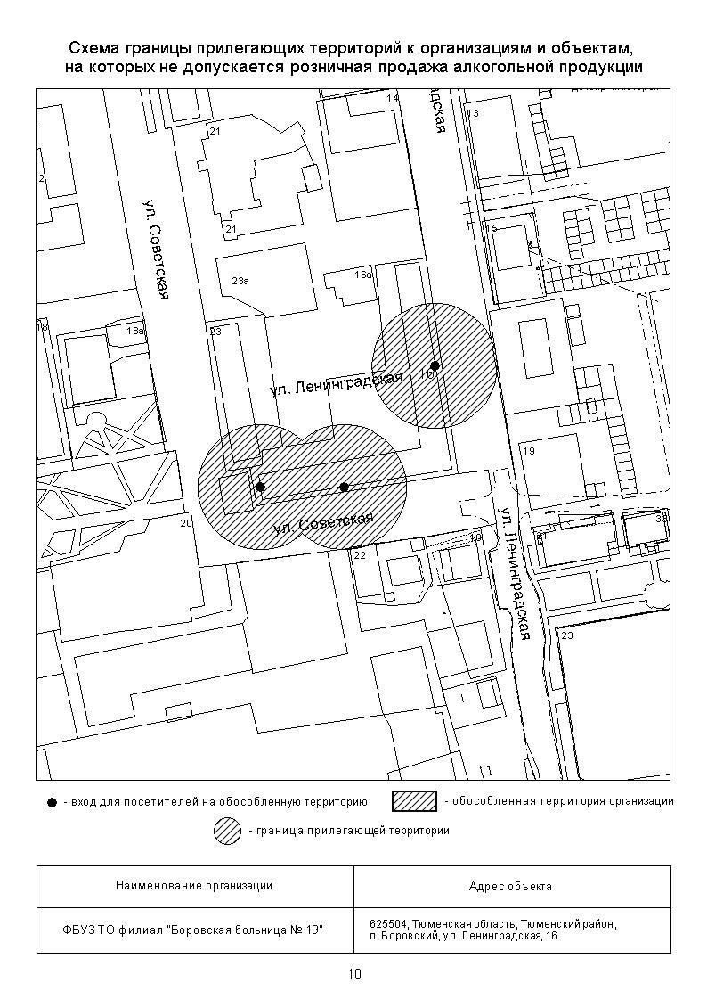 Схема границы прилегающих территорий к организациям и объектам,
на которых не допускается розничная продажа алкогольной продукции
14
13
21
2
ул. Советская
21
15
23а
16а
18
18а
23
16
ул. Ленинградская
19
20
ул. Советская
ул. Ленинградская
22
18
21
33
23
- вход для посетителей на обособленную территорию
- обособленная территория организации
- граница прилегающей территории
Наименование организации
Адрес объекта
ФБУЗ ТО филиал "Боровская больница № 19"
625504, Тюменская область, Тюменский район,
п. Боровский, ул. Ленинградская, 16
10